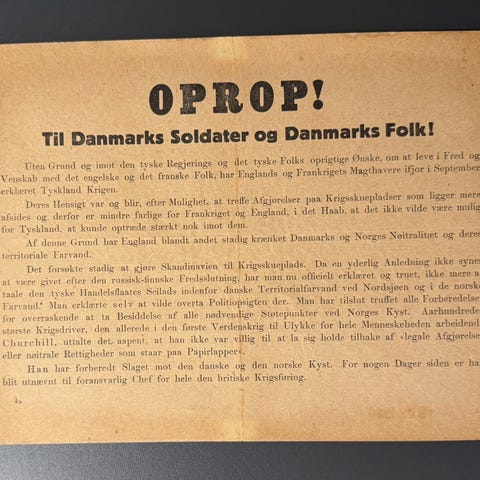 OPROP!
Til Danmarks Soldater og Danmarks Folk!
Uten Grund og imot den tyske Regjerings og det tyske Folks oprigtige Ønske, om at leve i Fred og
Venskab med det engelske og det franske Folk, har Englands og Frankrigets Magthavere ifjor i September
erklæret Tyskland Krigen.
Deres Hensigt var og blir, efter Mulighet, at treffe Afgjørelser paa Krigsskuepladser som ligger mere
afsides og derfor er mindre farlige for Frankriget og England, i det Haab, at det ikke vilde være mulig
for Tyskland, at kunde optræde stærkt nok imot dem.
Af denne Grund har England blandt andet stadig krænket Danmarks og Norges Nøitralitæt og deres
territoriale Farvand.
Det forsøkte stadig at gjøre Skandinavien til Krigsskueplads. Da en yderlig Anledning ikke synes
at være givet efter den russisk-finnske Fredsslutning, har man nu officielt erklæret og truet, ikke mere at
taale den tyske Handelsflaates Seilads indenfor danske Territorialfarvand ved Nordsjøen og i de norske
Farvand. Man erklærte selv at vilde overta Politiopsigten der. Man har tilslut truffet alle Forberedelser
for overraskende at ta Besiddelse af alle nødvendige Støtepunkter ved Norges Kyst. Aarhundredes
største Krigsdriver, den allerede i den første Verdenskrig til Ulykke for hele Menneskeheden arbeidende
Churchill, uttalte det aapent, at han ikke var villig til at la sig holde tilbake af «legale Afgjørelser
eller nøitrale Rettigheder som staar paa Papirlapper».
Han har forberedt Slaget mot den danske og den norske Kyst. For nogen Dager siden er han
blit utnævnt til foransvarlig Chef for hele den britiske Krigsføring.